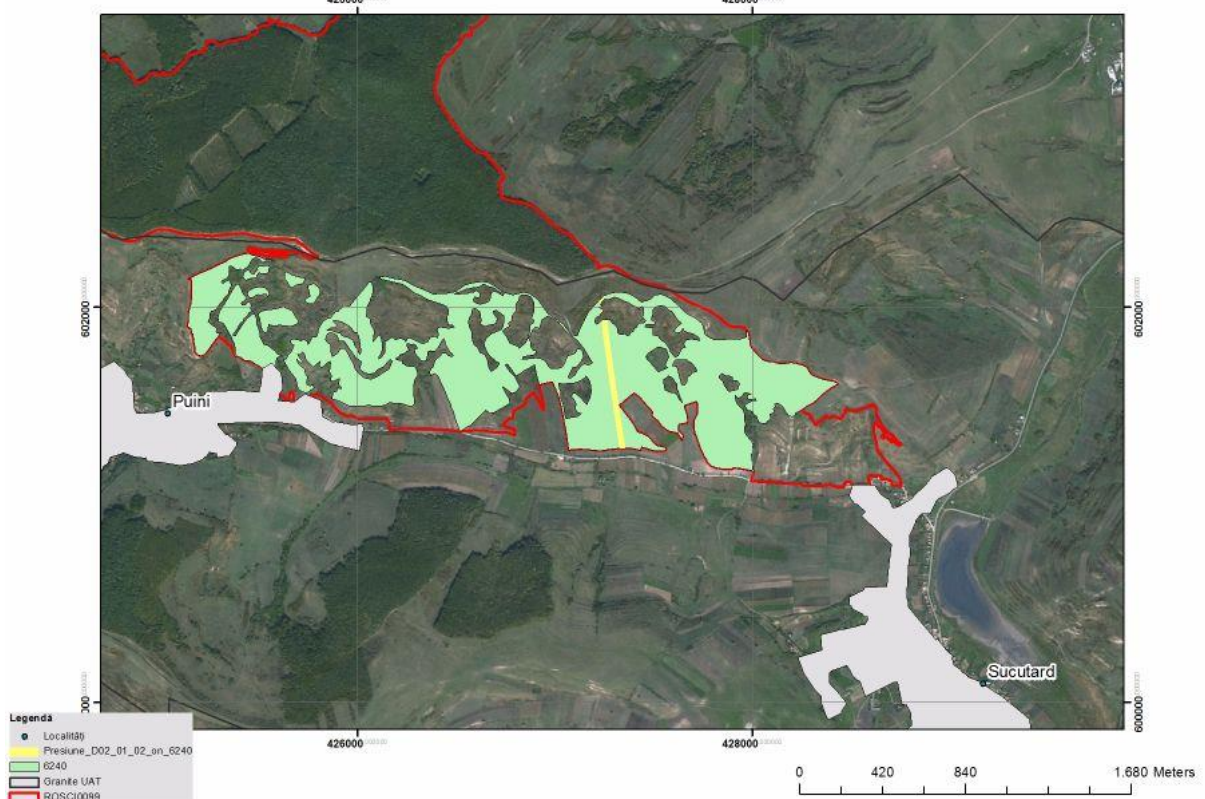 602000
602000
Puini
Sucutard
600000
426000
428000
Legendă
Localităţi
Presiune_D02_01_02_on_6240
6240
Granite UAT
ROSCI0099
0 420 840 1.680 Meters